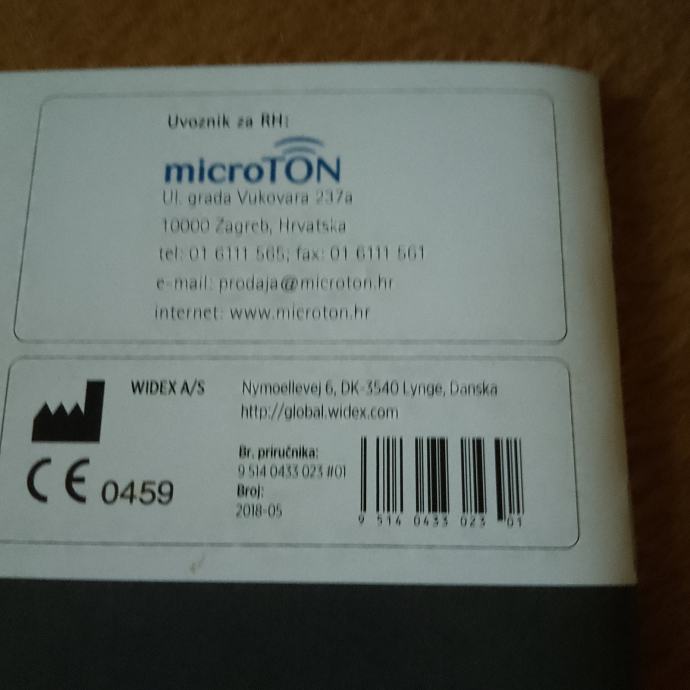 Uvoznik za RH:
microTON
Ul. grada Vukovara 237a
10000 Zagreb, Hrvatska
tel: 01 6111 565; fax: 01 6111 561
e-mail: prodaja@microton.hr
internet: www.microton.hr
WIDEX A/S
Nymoellevej 6, DK-3540 Lynge, Danska
http://global.widex.com
CE 0459
Br. priručnika:
9 514 0433 023 #01
Broj:
2018-05
9 514 0433 023 01